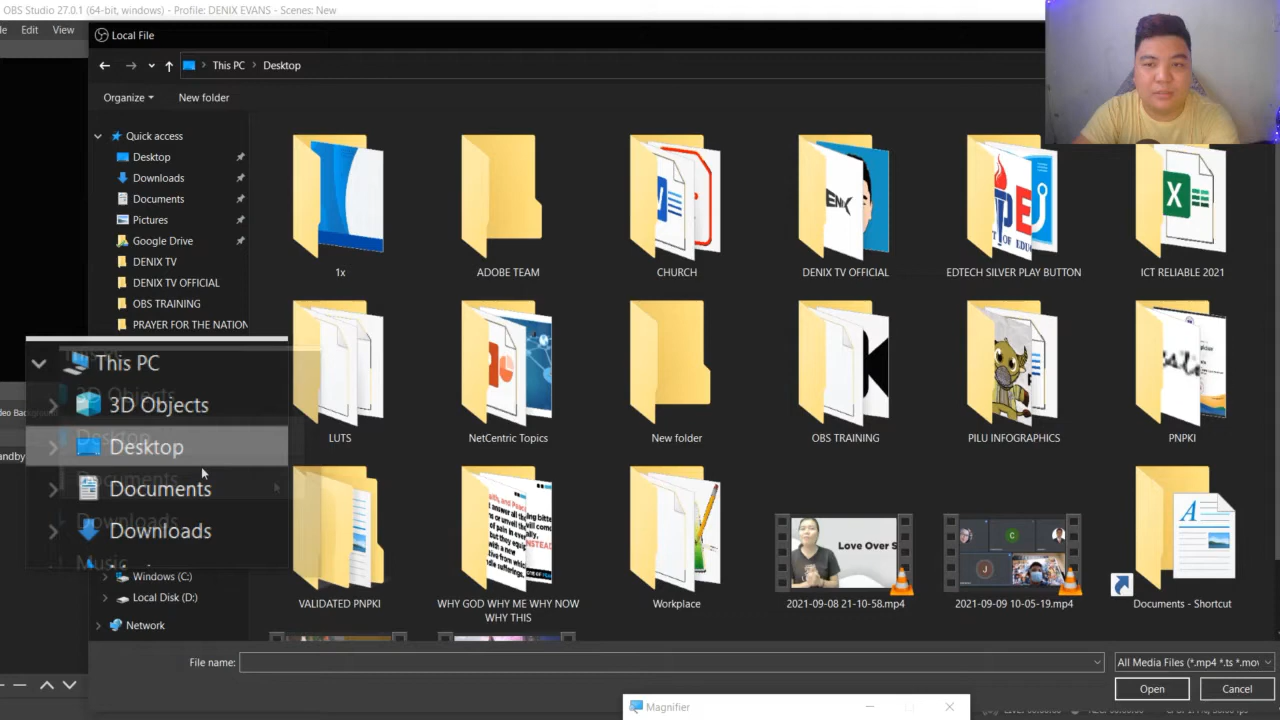 OBS Studio 27.0.1 (64-bit, windows) - Profile: DENIX EVANS - Scenes: New
Edit View
Local File
This PC > Desktop
Organize New folder
Quick access
Desktop
Downloads
Documents
Pictures
Google Drive
DENIX TV
DENIX TV OFFICIAL
OBS TRAINING
PRAYER FOR THE NATION
This PC
3D Objects
Desktop
Documents
Downloads
Music
Windows (C:)
Local Disk (D:)
Network
1x
ADOBE TEAM
CHURCH
DENIX TV OFFICIAL
EDTECH SILVER PLAY BUTTON
ICT RELIABLE 2021
LUTS
NetCentric Topics
New folder
OBS TRAINING
PILU INFOGRAPHICS
PNPKI
VALIDATED PNPKI
WHY GOD WHY ME WHY NOW
WHY THIS
Workplace
Love Over S
2021-09-08 21-10-58.mp4
2021-09-09 10-05-19.mp4
Documents - Shortcut
File name:
All Media Files (*.mp4 *.ts *.mov
Open Cancel
Magnifier